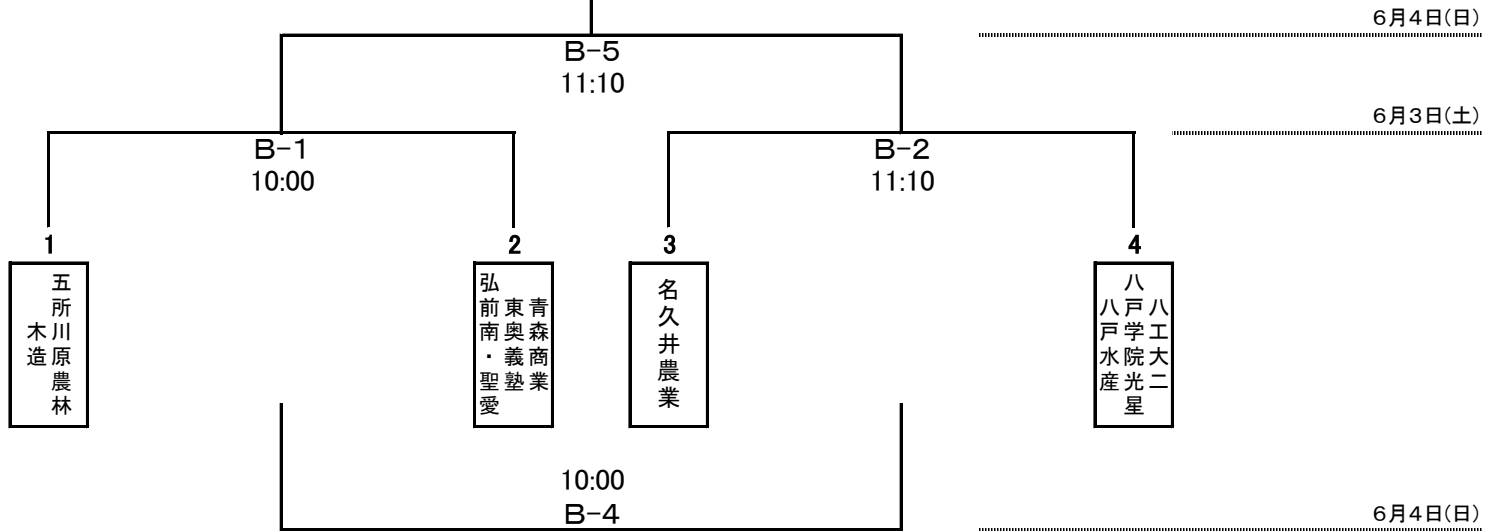 6月4日(日)
B-5
11:10
6月3日(土)
B-1
10:00
B-2
11:10
1
2
3
4
五所川原農林
木造
青森商業
東奥義塾
弘前南・聖愛
名久井農業
八工大二
八戸学院光星
八戸水産
10:00
B-4
6月4日(日)